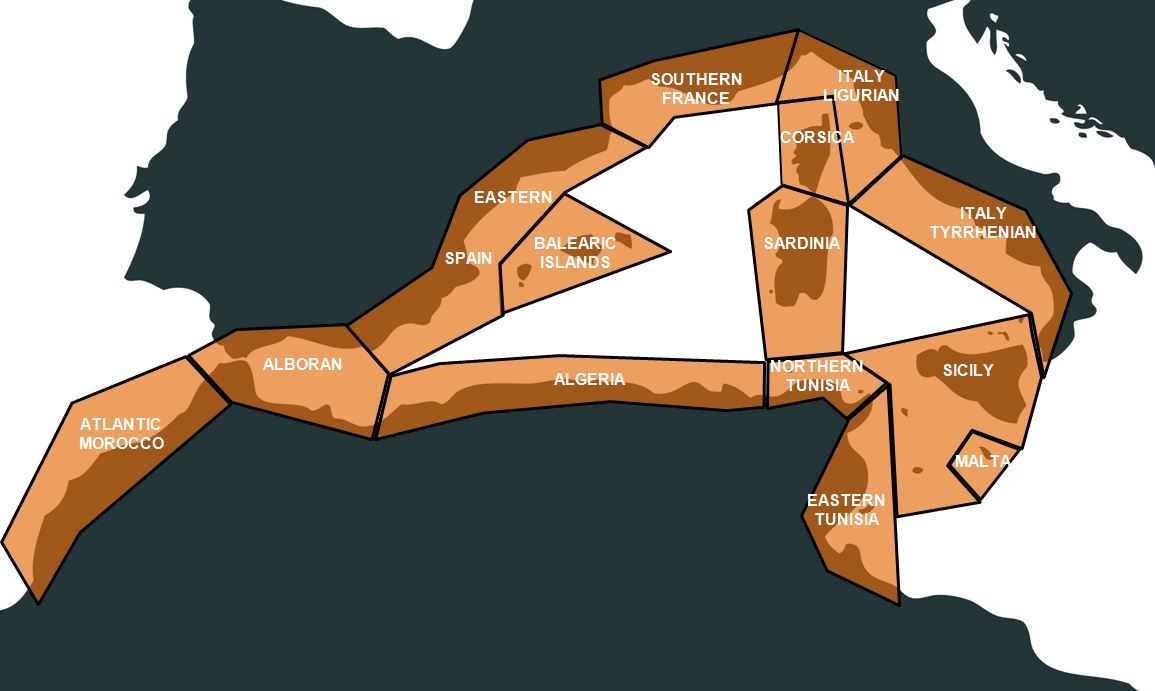 SOUTHERN
FRANCE
ITALY
LIGURIAN
CORSICA
EASTERN
SPAIN
BALEARIC
ISLANDS
SARDINIA
ITALY
TYRRHENIAN
ALBORAN
ALGERIA
NORTHERN
TUNISIA
SICILY
ATLANTIC
MOROCCO
MALTA
EASTERN
TUNISIA